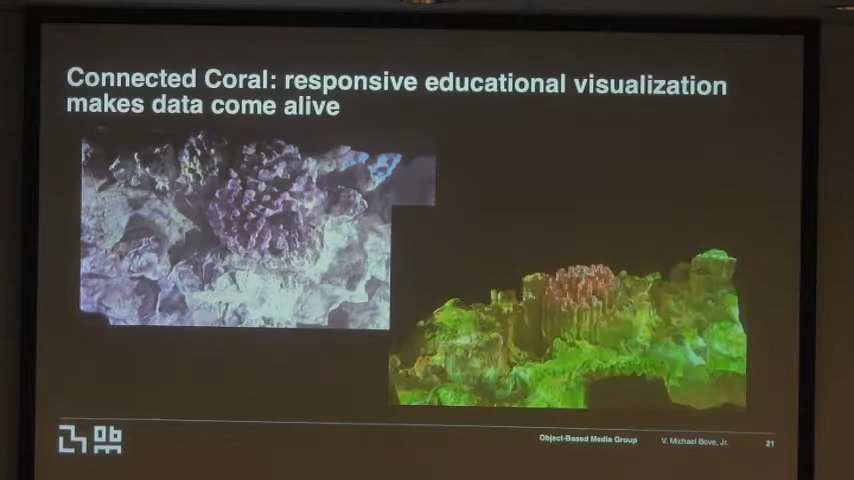 Connected Coral: responsive educational visualization
makes data come alive
Object-Based Media Group V. Michael Bove, Jr. 21